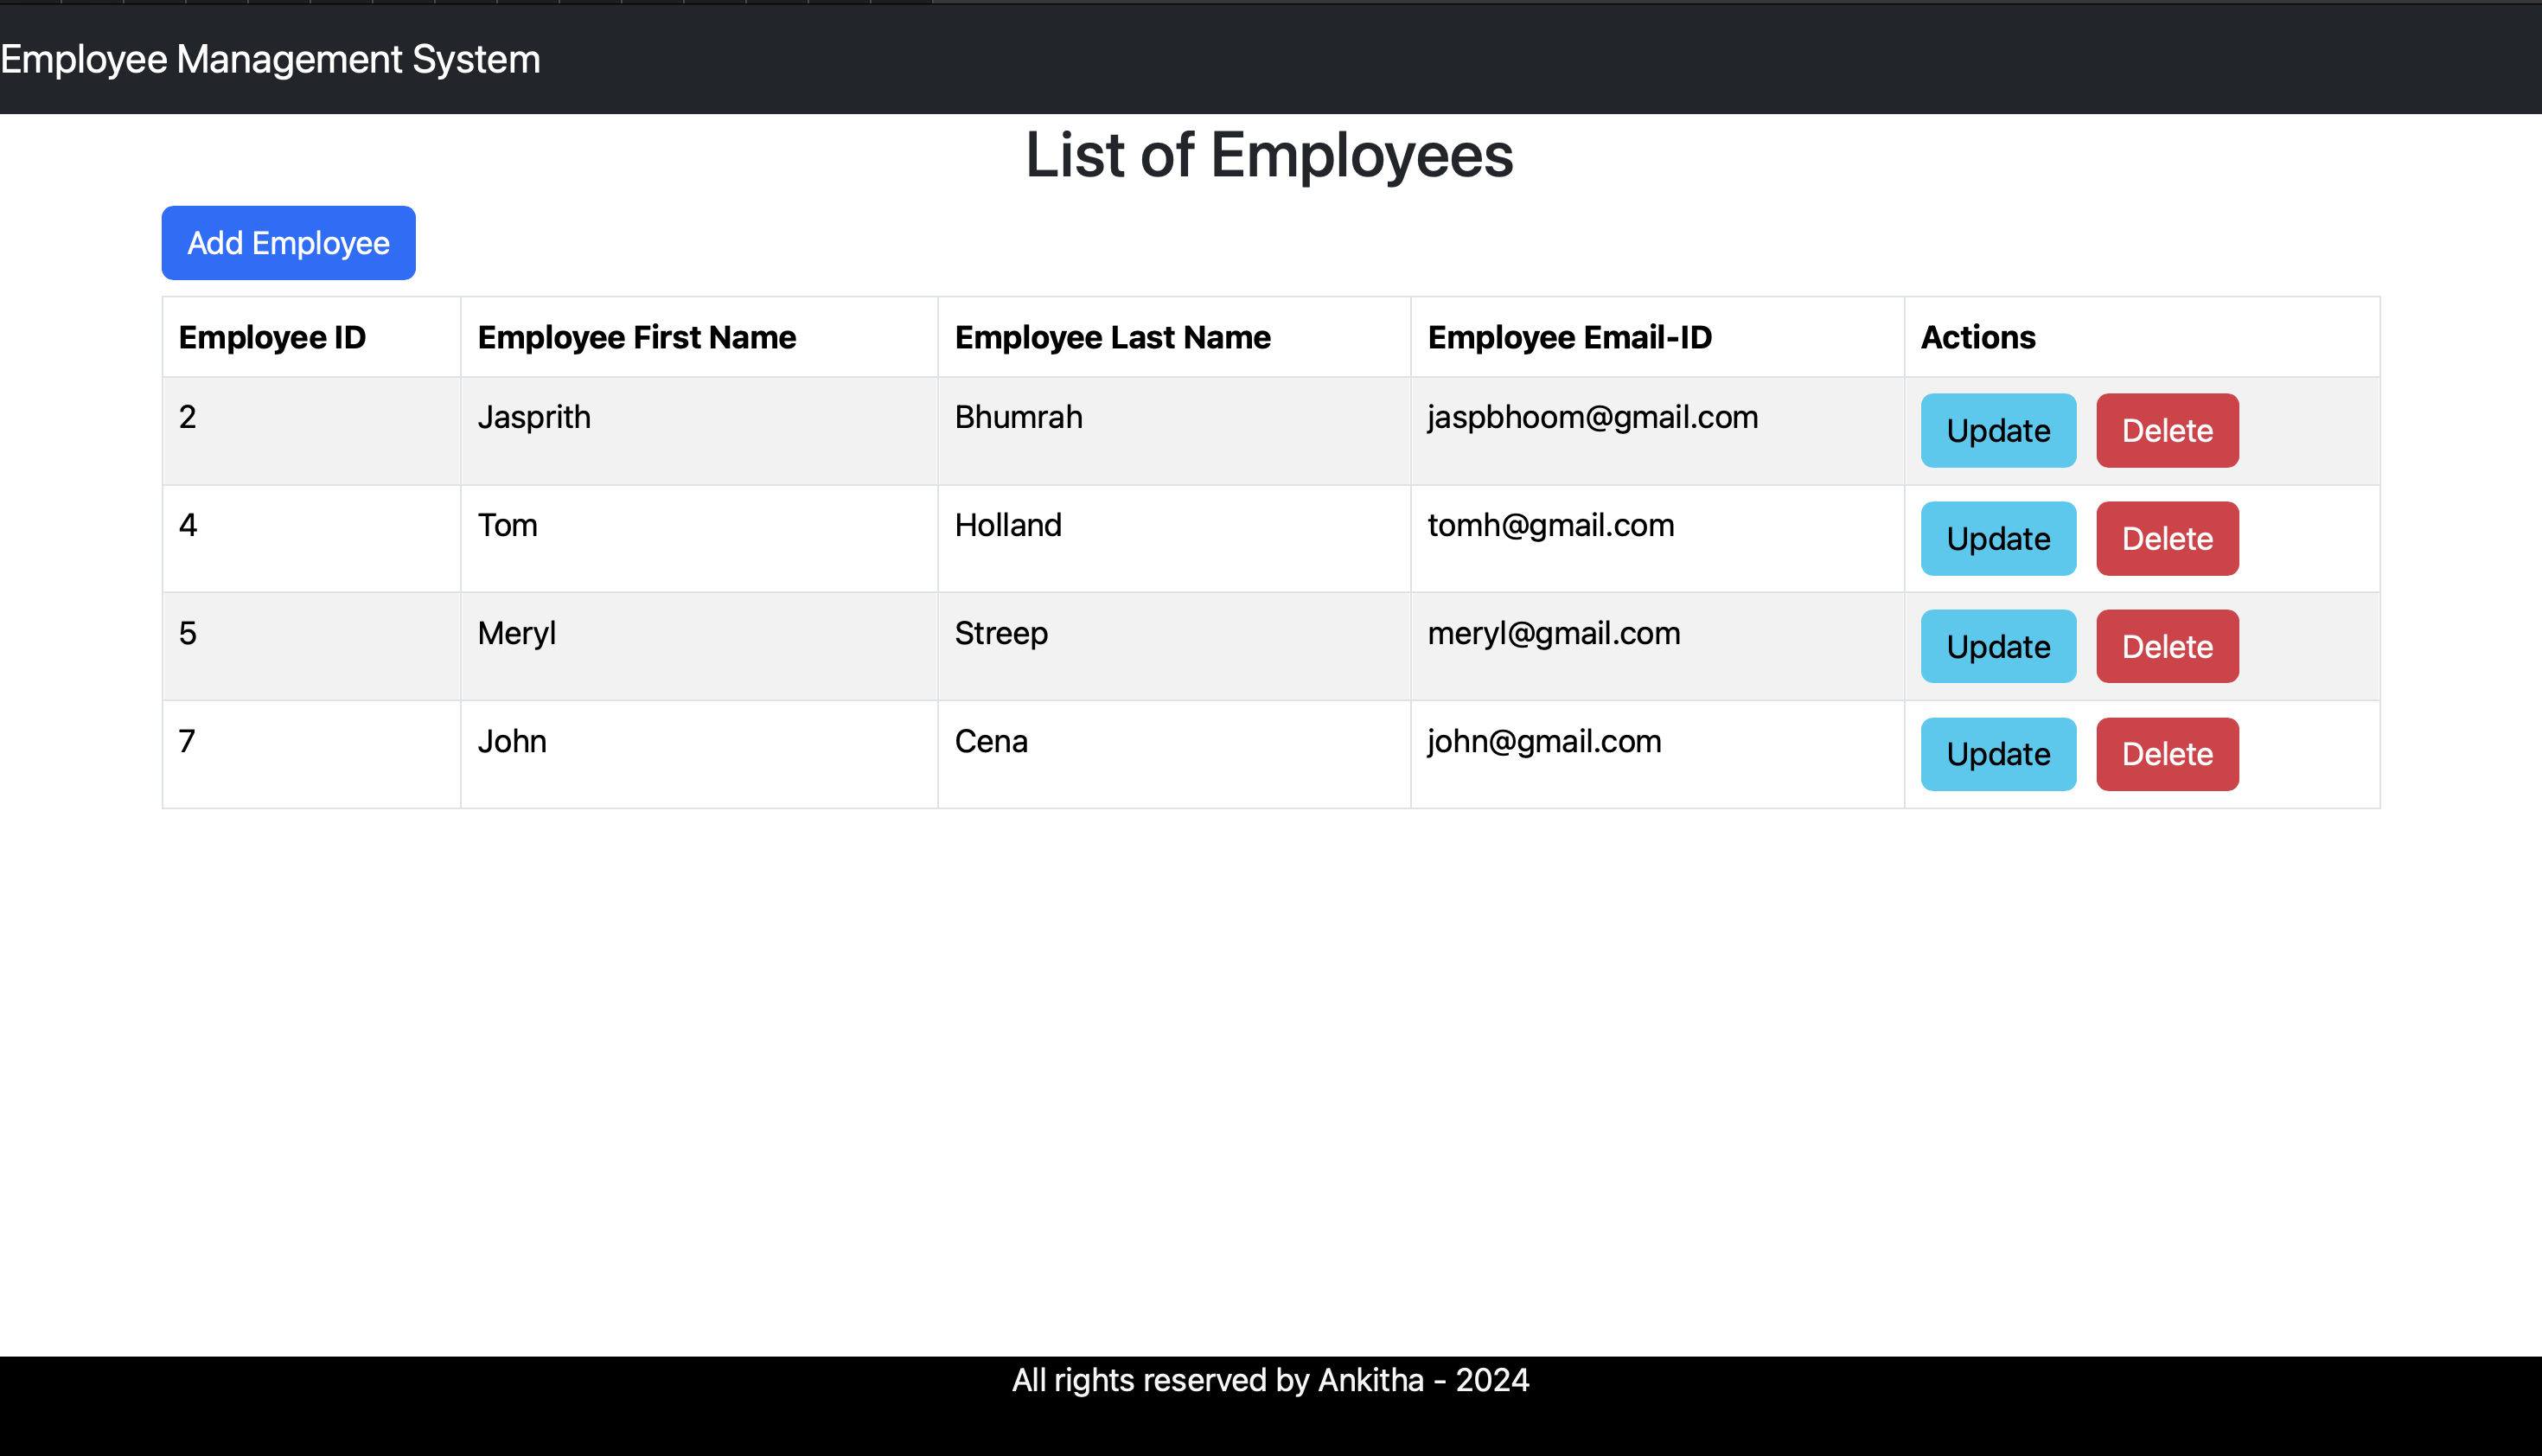 Employee Management System
List of Employees
Add Employee
Employee ID Employee First Name Employee Last Name Employee Email-ID Actions
2 Jasprith Bhumrah jaspbhoom@gmail.com Update Delete
4 Tom Holland tomh@gmail.com Update Delete
5 Meryl Streep meryl@gmail.com Update Delete
7 John Cena john@gmail.com Update Delete
All rights reserved by Ankitha - 2024